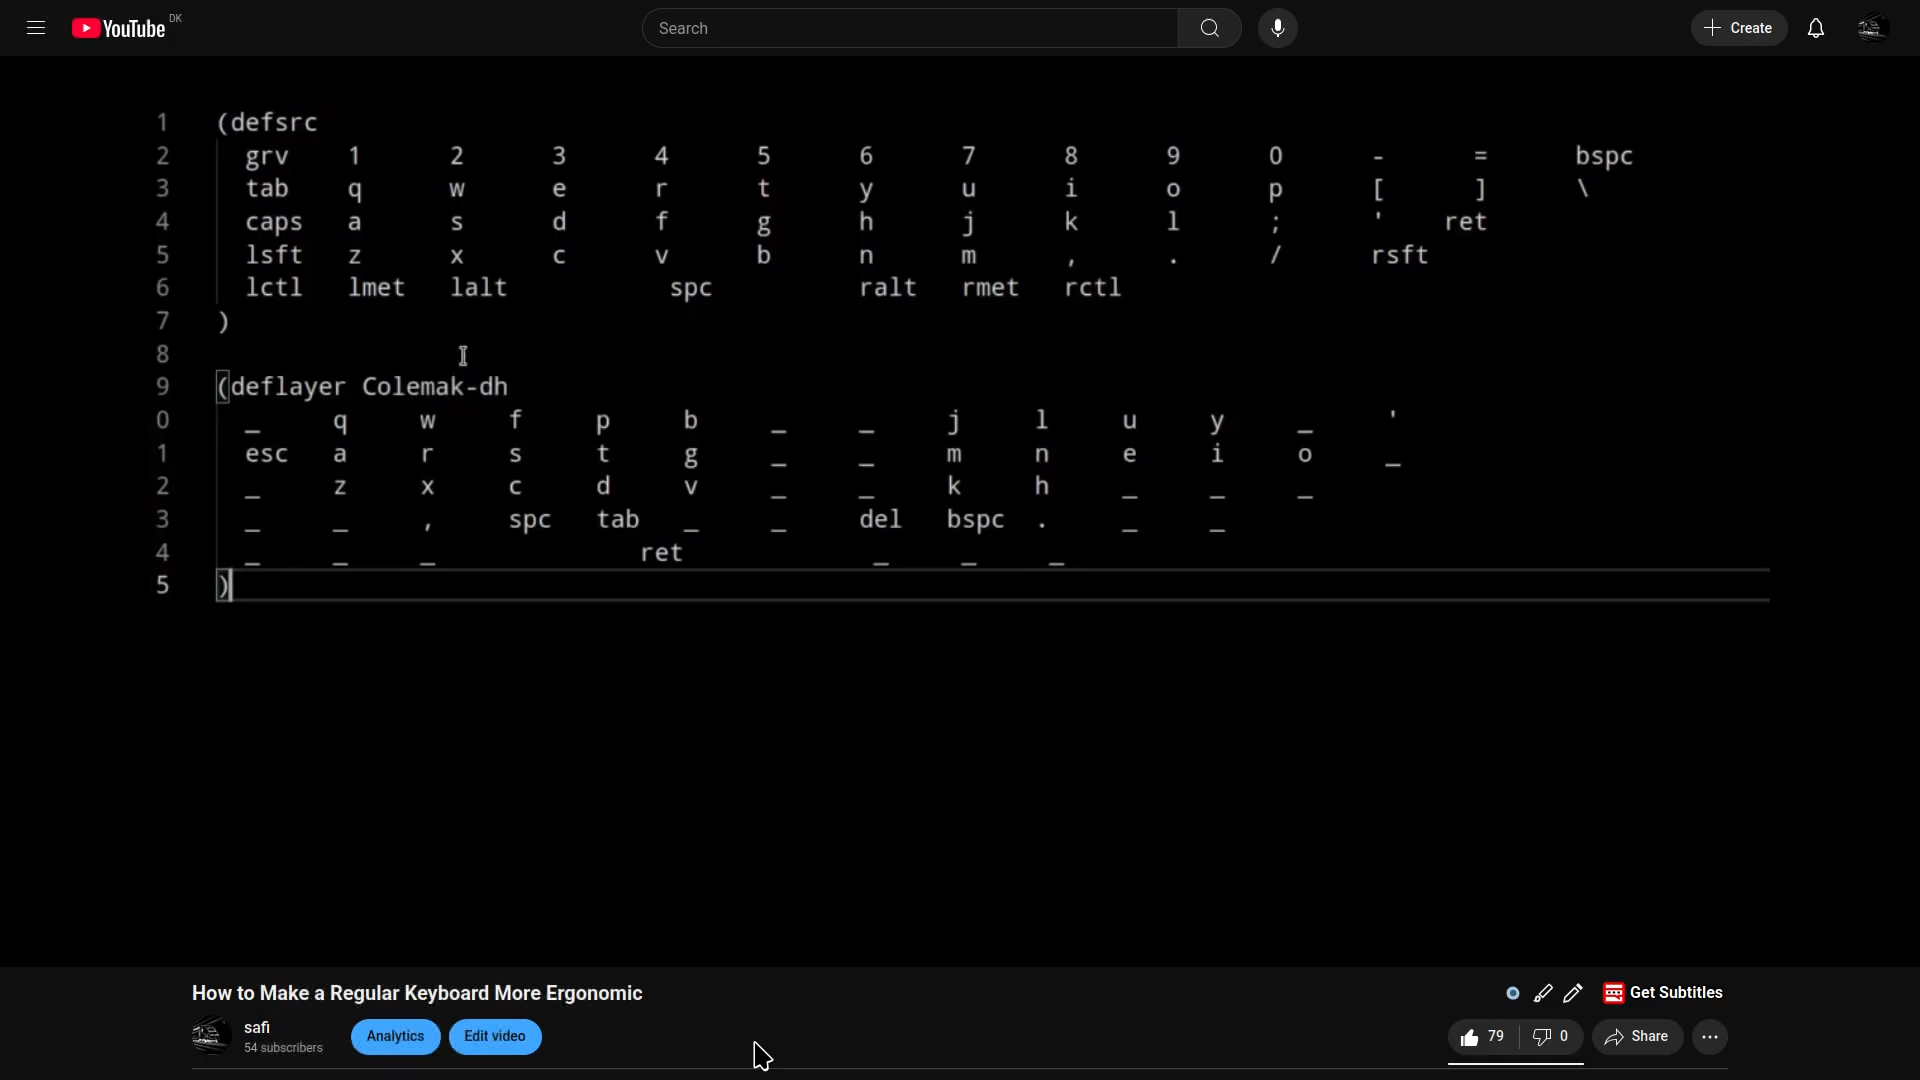 YouTube DK
Search
Create
1 (defsrc
2 grv 1 2 3 4 5 6 7 8 9 0 - = bspc
3 tab q w e r t y u i o p [ ] \
4 caps a s d f g h j k l ; ' ret
5 lsft z x c v b n m , . / rsft
6 lctl lmet lalt spc ralt rmet rctl
7 )
8
9 (deflayer Colemak-dh
0 _ q w f p b _ _ j l u y _ '
1 esc a r s t g _ _ m n e i o _
2 _ z x c d v _ _ k h _ _ _
3 _ _ , spc tab _ _ del bspc . _ _
4 _ _ _ ret _ _ _
5 )
How to Make a Regular Keyboard More Ergonomic
Get Subtitles
safi
54 subscribers
Analytics
Edit video
79
0
Share